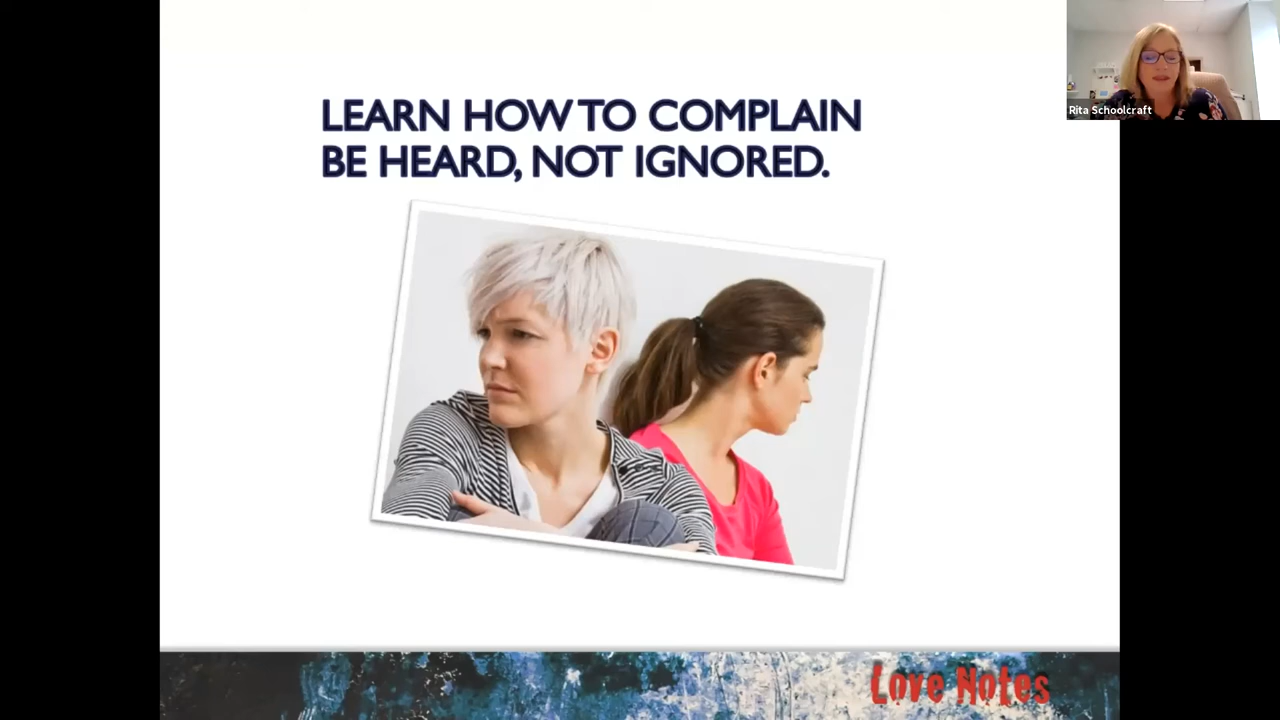 LEARN HOW TO COMPLAIN
BE HEARD, NOT IGNORED.
Rita Schoolcraft
Love Notes